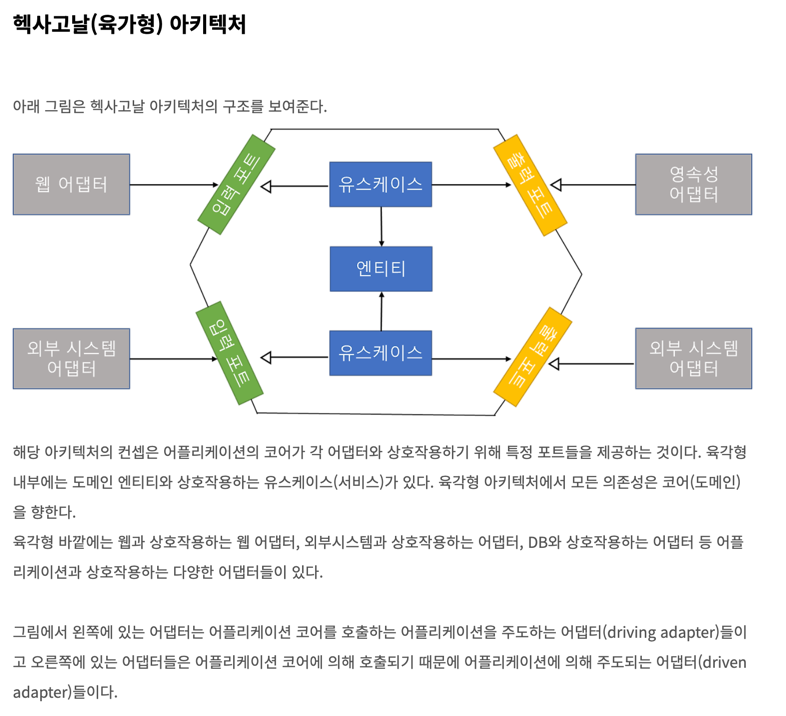 헥사고날(육가형) 아키텍처
아래 그림은 헥사고날 아키텍처의 구조를 보여준다.
웹 어댑터
입력 포트
유스케이스
출력 포트
영속성
어댑터
엔티티
외부 시스템
어댑터
입력 포트
유스케이스
출력 포트
외부 시스템
어댑터
해당 아키텍처의 컨셉은 어플리케이션의 코어가 각 어댑터와 상호작용하기 위해 특정 포트들을 제공하는 것이다. 육각형
내부에는 도메인 엔티티와 상호작용하는 유스케이스(서비스)가 있다. 육각형 아키텍처에서 모든 의존성은 코어(도메인)
을 향한다.
육각형 바깥에는 웹과 상호작용하는 웹 어댑터, 외부시스템과 상호작용하는 어댑터, DB와 상호작용하는 어댑터 등 어플
리케이션과 상호작용하는 다양한 어댑터들이 있다.
그림에서 왼쪽에 있는 어댑터는 어플리케이션 코어를 호출하는 어플리케이션을 주도하는 어댑터(driving adapter)들이
고 오른쪽에 있는 어댑터들은 어플리케이션 코어에 의해 호출되기 때문에 어플리케이션에 의해 주도되는 어댑터(driven
adapter)들이다.